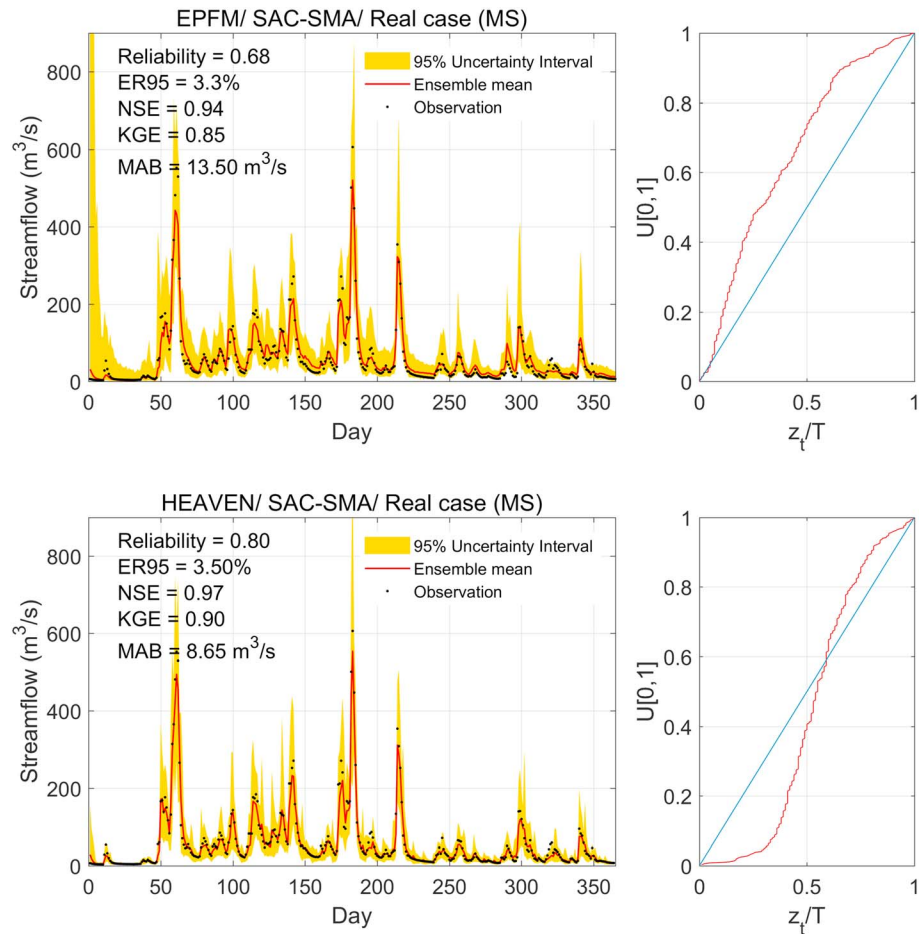 EPFM/ SAC-SMA/ Real case (MS)
Reliability = 0.68
ER95 = 3.3%
NSE = 0.94
KGE = 0.85
MAB = 13.50 m³/s
95% Uncertainty Interval
Ensemble mean
Observation
Streamflow (m³/s)
800
600
400
200
0
0 50 100 150 200 250 300 350
Day
U[0,1]
1
0.8
0.6
0.4
0.2
0
0 0.5 1
z_t/T
HEAVEN/ SAC-SMA/ Real case (MS)
Reliability = 0.80
ER95 = 3.50%
NSE = 0.97
KGE = 0.90
MAB = 8.65 m³/s
95% Uncertainty Interval
Ensemble mean
Observation
Streamflow (m³/s)
800
600
400
200
0
0 50 100 150 200 250 300 350
Day
U[0,1]
1
0.8
0.6
0.4
0.2
0
0 0.5 1
z_t/T